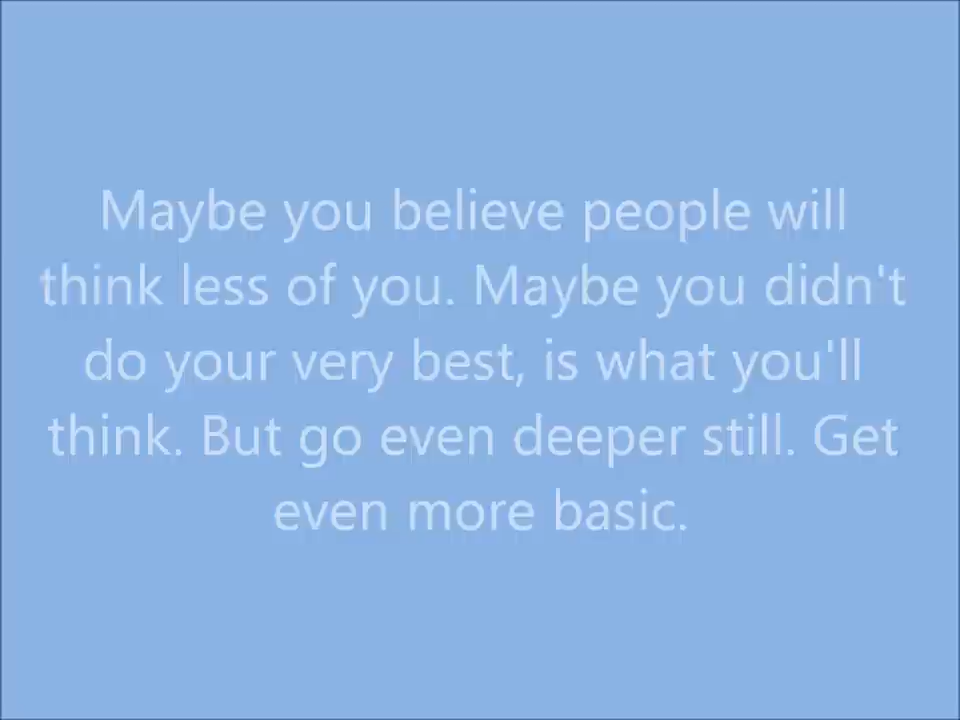 Maybe you believe people will
think less of you. Maybe you didn't
do your very best, is what you'll
think. But go even deeper still. Get
even more basic.